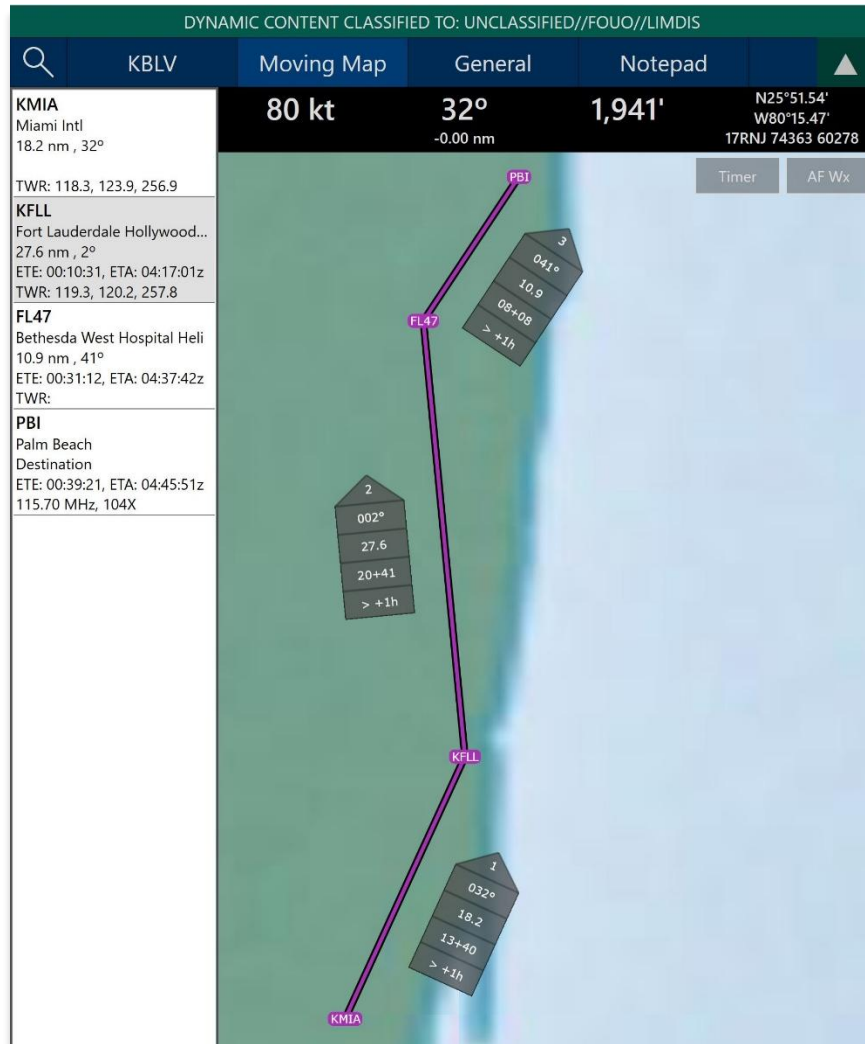 DYNAMIC CONTENT CLASSIFIED TO: UNCLASSIFIED//FOUO//LIMDIS
KBLV Moving Map General Notepad
80 kt 32° 1,941' N25°51.54'
-0.00 nm W80°15.47'
17RNJ 74363 60278
KMIA
Miami Intl
18.2 nm , 32°
TWR: 118.3, 123.9, 256.9
KFLL
Fort Lauderdale Hollywood...
27.6 nm , 2°
ETE: 00:10:31, ETA: 04:17:01z
TWR: 119.3, 120.2, 257.8
FL47
Bethesda West Hospital Heli
10.9 nm , 41°
ETE: 00:31:12, ETA: 04:37:42z
TWR:
PBI
Palm Beach
Destination
ETE: 00:39:21, ETA: 04:45:51z
115.70 MHz, 104X
Timer AF Wx
PBI
3
041°
10.9
08+08
> +1h
FL47
2
002°
27.6
20+41
> +1h
KFLL
1
032°
18.2
13+40
> +1h
KMIA